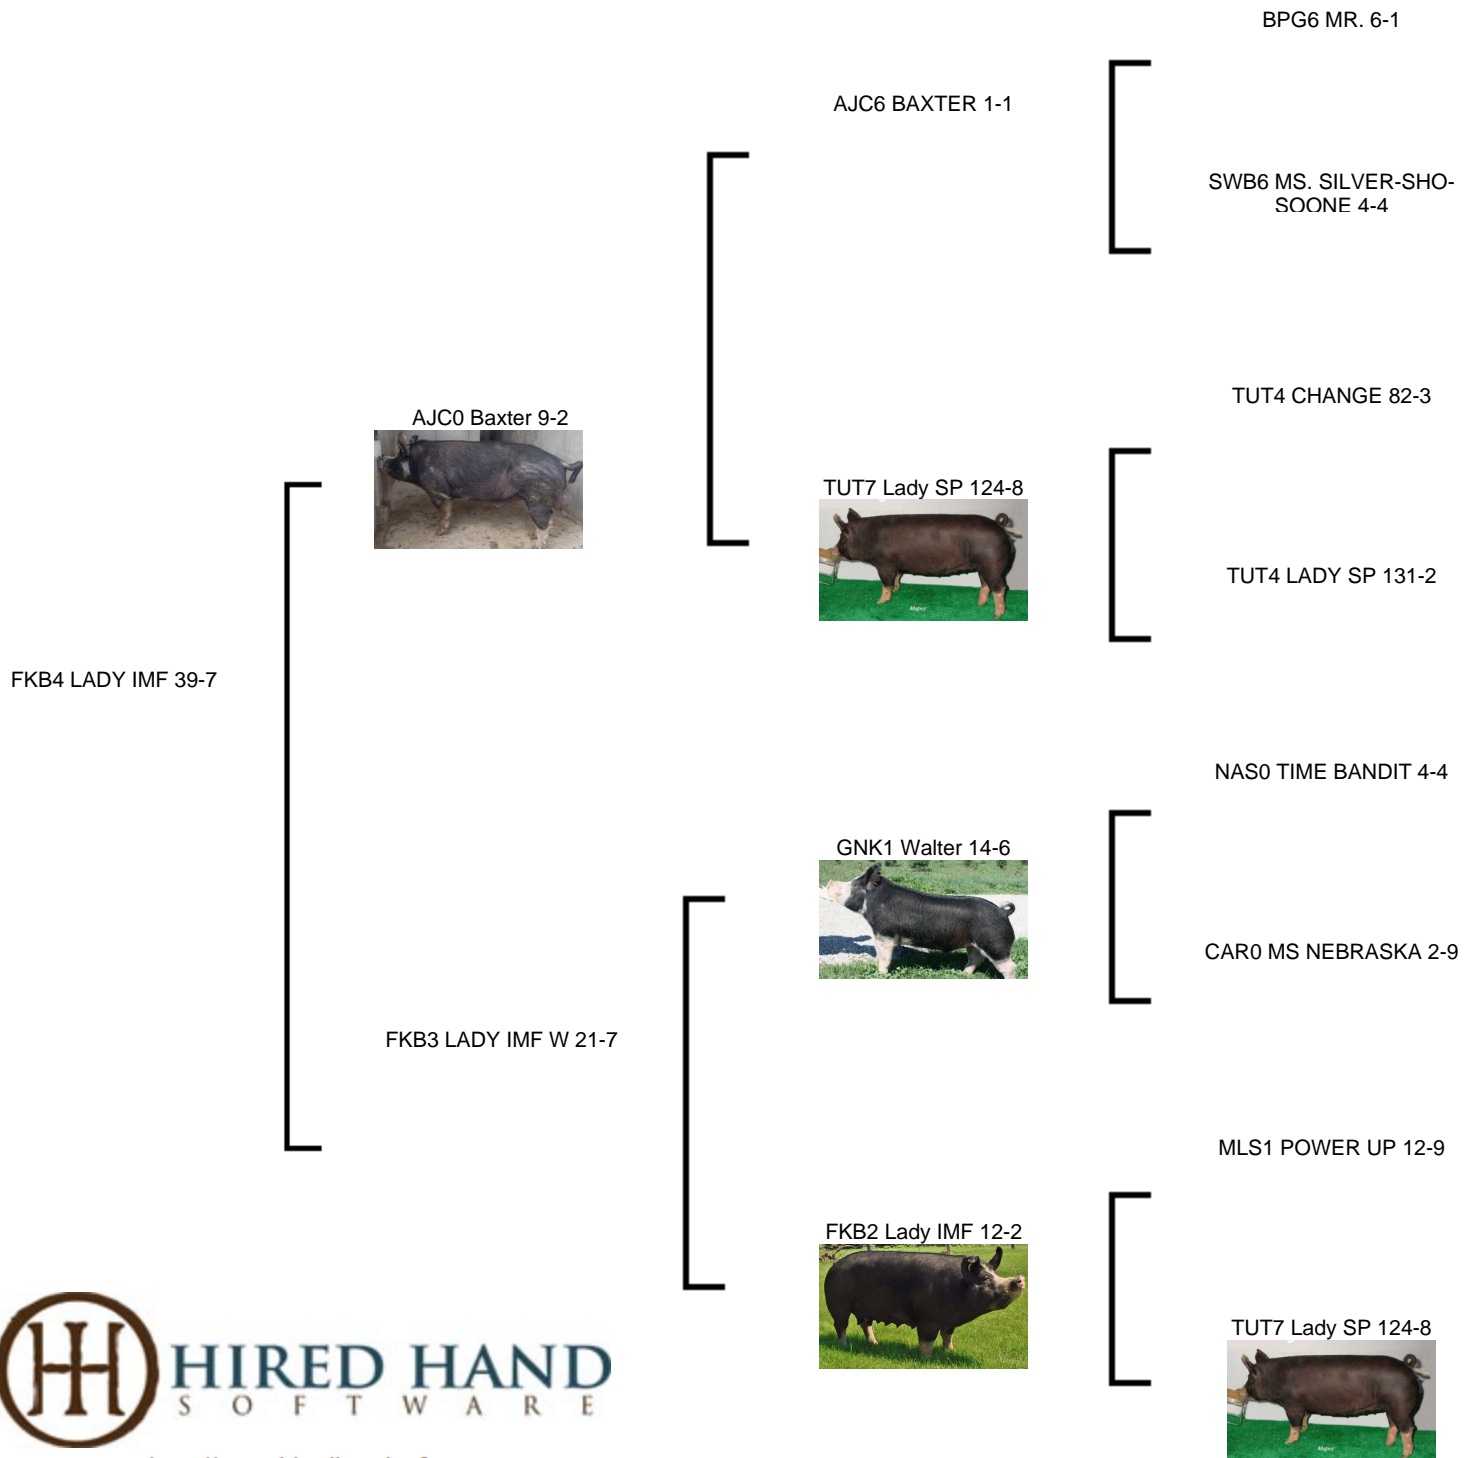 BPG6 MR. 6-1
AJC6 BAXTER 1-1
SWB6 MS. SILVER-SHO-
SOONE 4-4
TUT4 CHANGE 82-3
AJC0 Baxter 9-2
TUT7 Lady SP 124-8
TUT4 LADY SP 131-2
FKB4 LADY IMF 39-7
NAS0 TIME BANDIT 4-4
GNK1 Walter 14-6
CAR0 MS NEBRASKA 2-9
FKB3 LADY IMF W 21-7
MLS1 POWER UP 12-9
FKB2 Lady IMF 12-2
TUT7 Lady SP 124-8
HIRED HAND
SOFTWARE